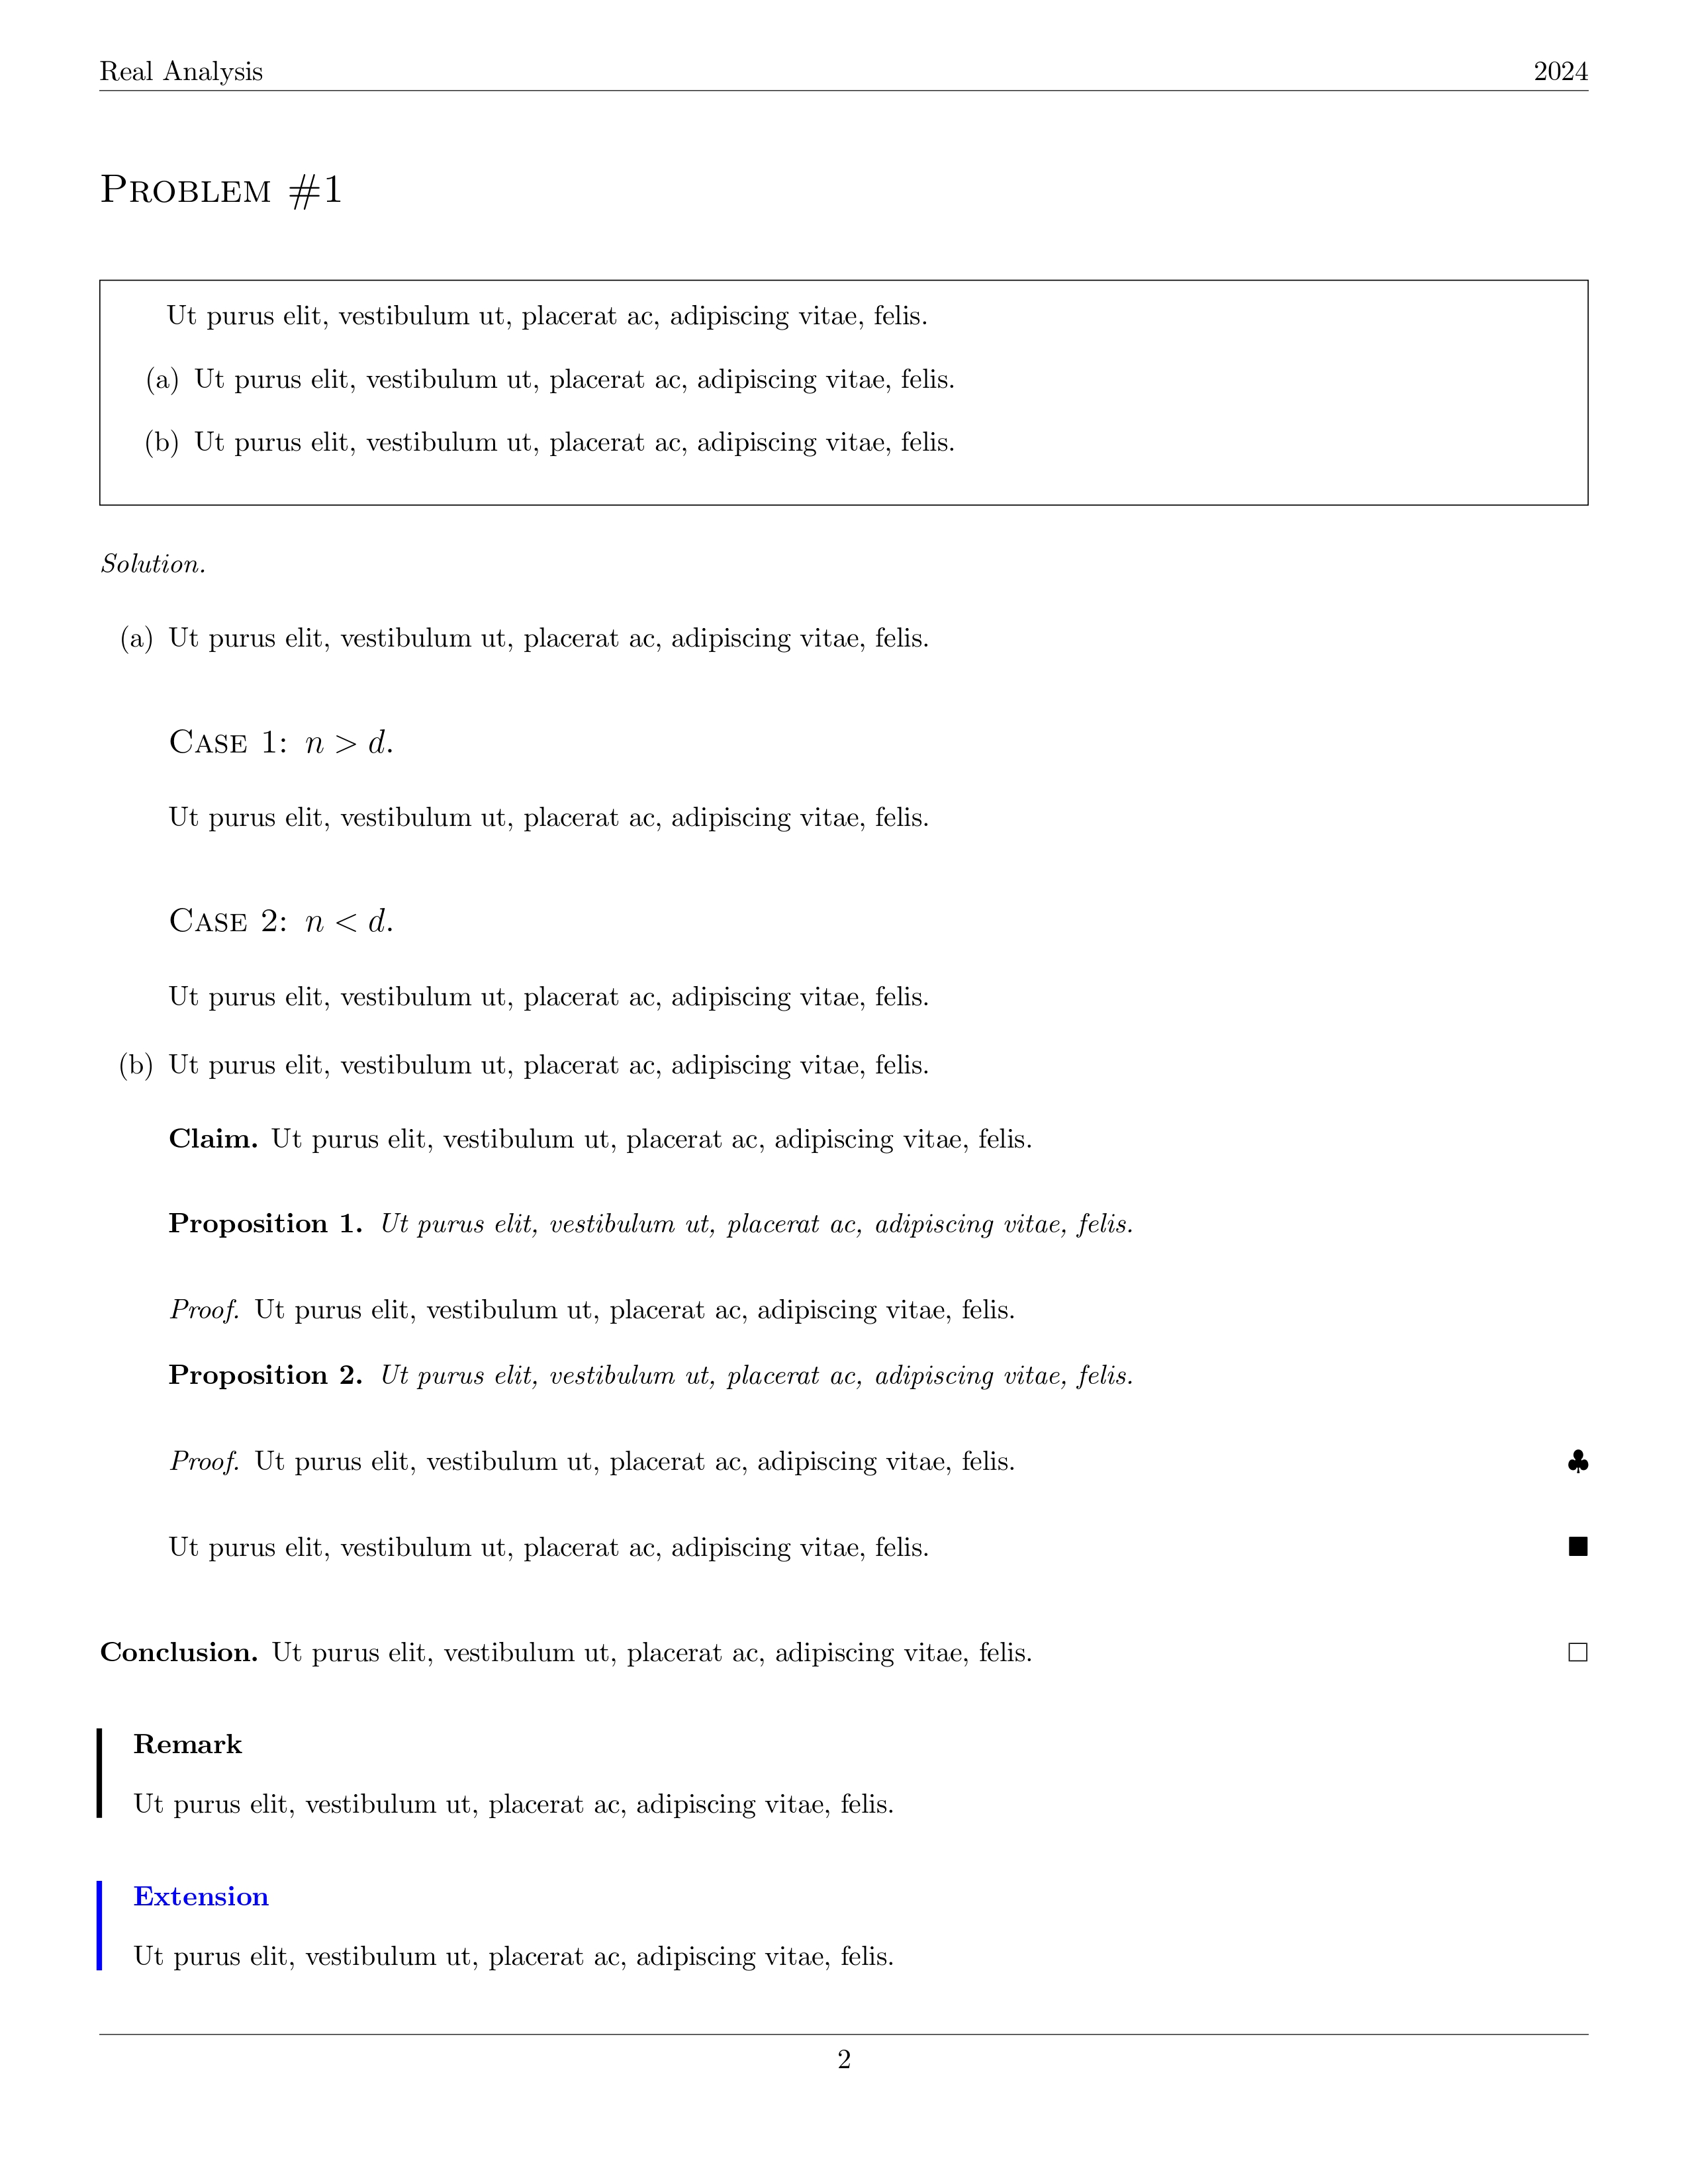 Real Analysis 2024
Problem #1
Ut purus elit, vestibulum ut, placerat ac, adipiscing vitae, felis.
(a) Ut purus elit, vestibulum ut, placerat ac, adipiscing vitae, felis.
(b) Ut purus elit, vestibulum ut, placerat ac, adipiscing vitae, felis.
Solution.
(a) Ut purus elit, vestibulum ut, placerat ac, adipiscing vitae, felis.
Case 1: n > d.
Ut purus elit, vestibulum ut, placerat ac, adipiscing vitae, felis.
Case 2: n < d.
Ut purus elit, vestibulum ut, placerat ac, adipiscing vitae, felis.
(b) Ut purus elit, vestibulum ut, placerat ac, adipiscing vitae, felis.
Claim. Ut purus elit, vestibulum ut, placerat ac, adipiscing vitae, felis.
Proposition 1. Ut purus elit, vestibulum ut, placerat ac, adipiscing vitae, felis.
Proof. Ut purus elit, vestibulum ut, placerat ac, adipiscing vitae, felis.
Proposition 2. Ut purus elit, vestibulum ut, placerat ac, adipiscing vitae, felis.
Proof. Ut purus elit, vestibulum ut, placerat ac, adipiscing vitae, felis. ♣
Ut purus elit, vestibulum ut, placerat ac, adipiscing vitae, felis. ■
Conclusion. Ut purus elit, vestibulum ut, placerat ac, adipiscing vitae, felis. □
Remark
Ut purus elit, vestibulum ut, placerat ac, adipiscing vitae, felis.
Extension
Ut purus elit, vestibulum ut, placerat ac, adipiscing vitae, felis.
2